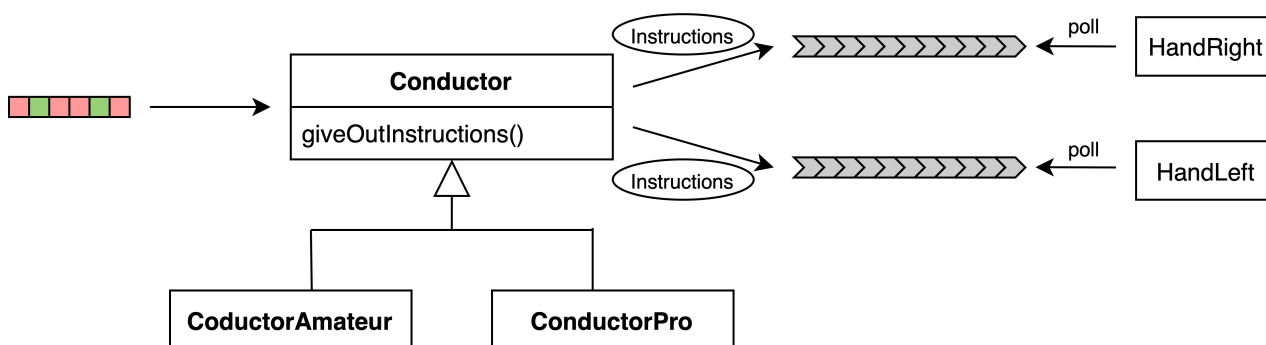 Instructions
poll
HandRight
Conductor
giveOutInstructions()
poll
HandLeft
Instructions
CoductorAmateur
ConductorPro